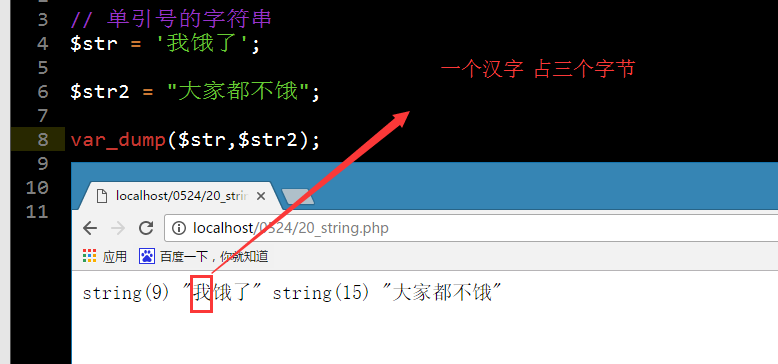 3 // 单引号的字符串
4 $str = '我饿了';
5
一个汉字 占三个字节
6 $str2 = "大家都不饿";
7
8 var_dump($str,$str2);
9
10
11
localhost/0524/20_strin
localhost/0524/20_string.php
应用 百度一下，你就知道
string(9) "我饿了" string(15) "大家都不饿"